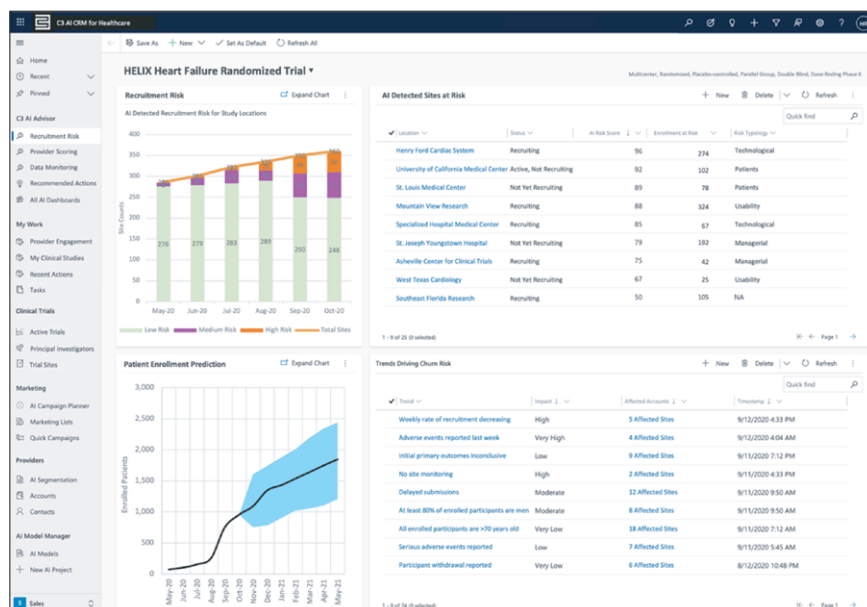 C3 AI CRM for Healthcare
Save As New Set As Default Refresh All
Home
Recent
Pinned
C3 AI Advisor
Recruitment Risk
Provider Scoring
Data Monitoring
Recommended Actions
All AI Dashboards
My Work
Provider Engagement
My Clinical Studies
Recent Actions
Tasks
Clinical Trials
Active Trials
Principal Investigators
Trial Sites
Marketing
AI Campaign Planner
Marketing Lists
Quick Campaigns
Providers
AI Segmentation
Accounts
Contacts
AI Model Manager
AI Models
New AI Project
S Sales
HELIX Heart Failure Randomized Trial
Multicenter, Randomized, Placebo-controlled, Parallel Group, Double Blind, Dose-finding Phase II
Recruitment Risk Expand Chart
AI Detected Recruitment Risk for Study Locations
Site Counts
400
350
300
250
200
150
100
50
0
276 279 283 289 250 248
May-20 Jun-20 Jul-20 Aug-20 Sep-20 Oct-20
Low Risk Medium Risk High Risk Total Sites
AI Detected Sites at Risk New Delete Refresh
Quick find
Location Status AI Risk Score Enrollment at Risk Risk Typology
Henry Ford Cardiac System Recruiting 96 274 Technological
University of California Medical Center Active, Not Recruiting 92 102 Patients
St. Louis Medical Center Not Yet Recruiting 89 78 Patients
Mountain View Research Recruiting 88 324 Usability
Specialized Hospital Medical Center Recruiting 85 67 Technological
St. Joseph Youngstown Hospital Not Yet Recruiting 79 192 Managerial
Asheville Center for Clinical Trials Recruiting 75 42 Managerial
West Texas Cardiology Not Yet Recruiting 67 25 Usability
Southeast Florida Research Recruiting 50 105 NA
1 - 9 of 25 (0 selected) Page 1
Patient Enrollment Prediction Expand Chart
Enrolled Patients
3,000
2,500
2,000
1,500
1,000
500
0
May-20 Jun-20 Jul-20 Aug-20 Sep-20 Oct-20 Nov-20 Dec-20 Jan-21 Feb-21 Mar-21 Apr-21 May-21
Trends Driving Churn Risk New Delete Refresh
Quick find
Trend Impact Affected Accounts Timestamp
Weekly rate of recruitment decreasing High 5 Affected Sites 9/12/2020 4:33 PM
Adverse events reported last week Very High 4 Affected Sites 9/12/2020 4:04 AM
Initial primary outcomes inconclusive Low 9 Affected Sites 9/11/2020 7:12 PM
No site monitoring High 2 Affected Sites 9/11/2020 4:33 PM
Delayed submissions Moderate 12 Affected Sites 9/11/2020 9:50 AM
At least 80% of enrolled participants are men Moderate 8 Affected Sites 9/11/2020 9:50 AM
All enrolled participants are >70 years old Very Low 18 Affected Sites 9/11/2020 7:12 AM
Serious adverse events reported Low 7 Affected Sites 9/11/2020 5:45 AM
Participant withdrawal reported Very Low 6 Affected Sites 8/12/2020 10:48 PM
Page 1